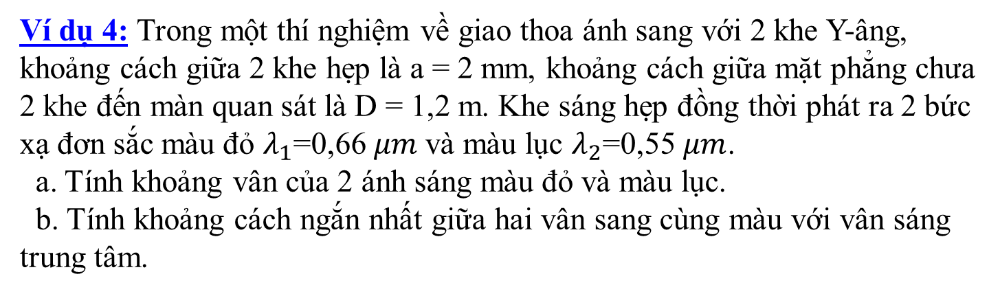 Ví dụ 4: Trong một thí nghiệm về giao thoa ánh sang với 2 khe Y-âng,
khoảng cách giữa 2 khe hẹp là a = 2 mm, khoảng cách giữa mặt phẳng chưa
2 khe đến màn quan sát là D = 1,2 m. Khe sáng hẹp đồng thời phát ra 2 bức
xạ đơn sắc màu đỏ λ₁=0,66 μm và màu lục λ₂=0,55 μm.
a. Tính khoảng vân của 2 ánh sáng màu đỏ và màu lục.
b. Tính khoảng cách ngắn nhất giữa hai vân sang cùng màu với vân sáng
trung tâm.